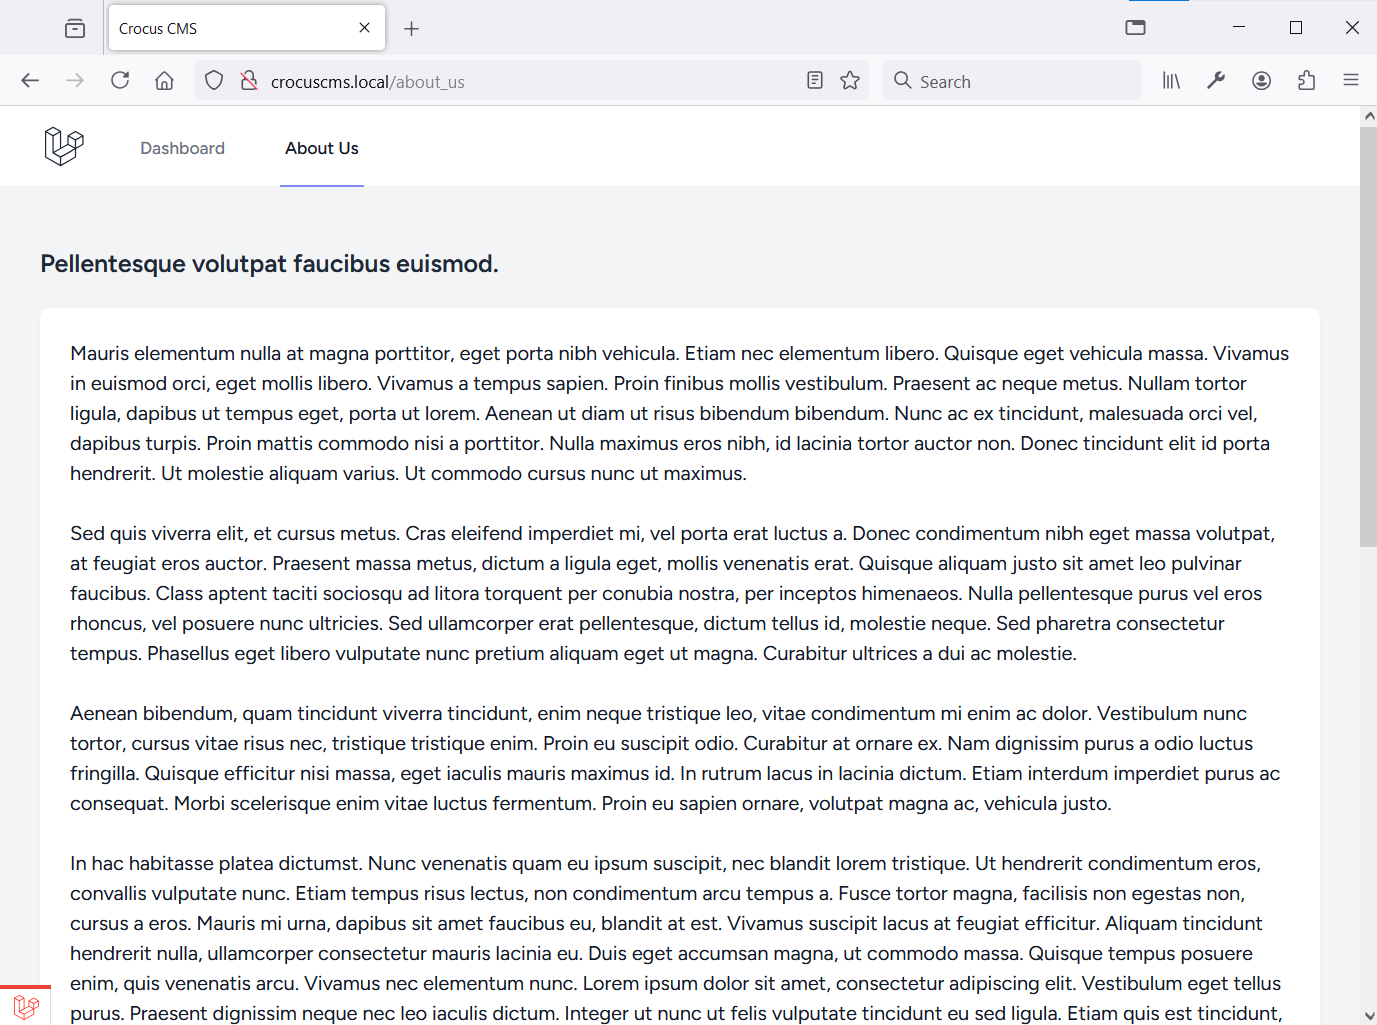 Crocus CMS
crocuscms.local/about_us
Search
Dashboard
About Us
Pellentesque volutpat faucibus euismod.
Mauris elementum nulla at magna porttitor, eget porta nibh vehicula. Etiam nec elementum libero. Quisque eget vehicula massa. Vivamus
in euismod orci, eget mollis libero. Vivamus a tempus sapien. Proin finibus mollis vestibulum. Praesent ac neque metus. Nullam tortor
ligula, dapibus ut tempus eget, porta ut lorem. Aenean ut diam ut risus bibendum bibendum. Nunc ac ex tincidunt, malesuada orci vel,
dapibus turpis. Proin mattis commodo nisi a porttitor. Nulla maximus eros nibh, id lacinia tortor auctor non. Donec tincidunt elit id porta
hendrerit. Ut molestie aliquam varius. Ut commodo cursus nunc ut maximus.
Sed quis viverra elit, et cursus metus. Cras eleifend imperdiet mi, vel porta erat luctus a. Donec condimentum nibh eget massa volutpat,
at feugiat eros auctor. Praesent massa metus, dictum a ligula eget, mollis venenatis erat. Quisque aliquam justo sit amet leo pulvinar
faucibus. Class aptent taciti sociosqu ad litora torquent per conubia nostra, per inceptos himenaeos. Nulla pellentesque purus vel eros
rhoncus, vel posuere nunc ultricies. Sed ullamcorper erat pellentesque, dictum tellus id, molestie neque. Sed pharetra consectetur
tempus. Phasellus eget libero vulputate nunc pretium aliquam eget ut magna. Curabitur ultrices a dui ac molestie.
Aenean bibendum, quam tincidunt viverra tincidunt, enim neque tristique leo, vitae condimentum mi enim ac dolor. Vestibulum nunc
tortor, cursus vitae risus nec, tristique tristique enim. Proin eu suscipit odio. Curabitur at ornare ex. Nam dignissim purus a odio luctus
fringilla. Quisque efficitur nisi massa, eget iaculis mauris maximus id. In rutrum lacus in lacinia dictum. Etiam interdum imperdiet purus ac
consequat. Morbi scelerisque enim vitae luctus fermentum. Proin eu sapien ornare, volutpat magna ac, vehicula justo.
In hac habitasse platea dictumst. Nunc venenatis quam eu ipsum suscipit, nec blandit lorem tristique. Ut hendrerit condimentum eros,
convallis vulputate nunc. Etiam tempus risus lectus, non condimentum arcu tempus a. Fusce tortor magna, facilisis non egestas non,
cursus a eros. Mauris mi urna, dapibus sit amet faucibus eu, blandit at est. Vivamus suscipit lacus at feugiat efficitur. Aliquam tincidunt
hendrerit nulla, ullamcorper consectetur mauris lacinia eu. Duis eget accumsan magna, ut commodo massa. Quisque tempus posuere
enim, quis venenatis arcu. Vivamus nec elementum nunc. Lorem ipsum dolor sit amet, consectetur adipiscing elit. Vestibulum eget tellus
purus. Praesent dignissim neque nec leo iaculis dictum. Integer ut nunc ut felis vulputate tincidunt eu sed ligula. Etiam quis est tincidunt,